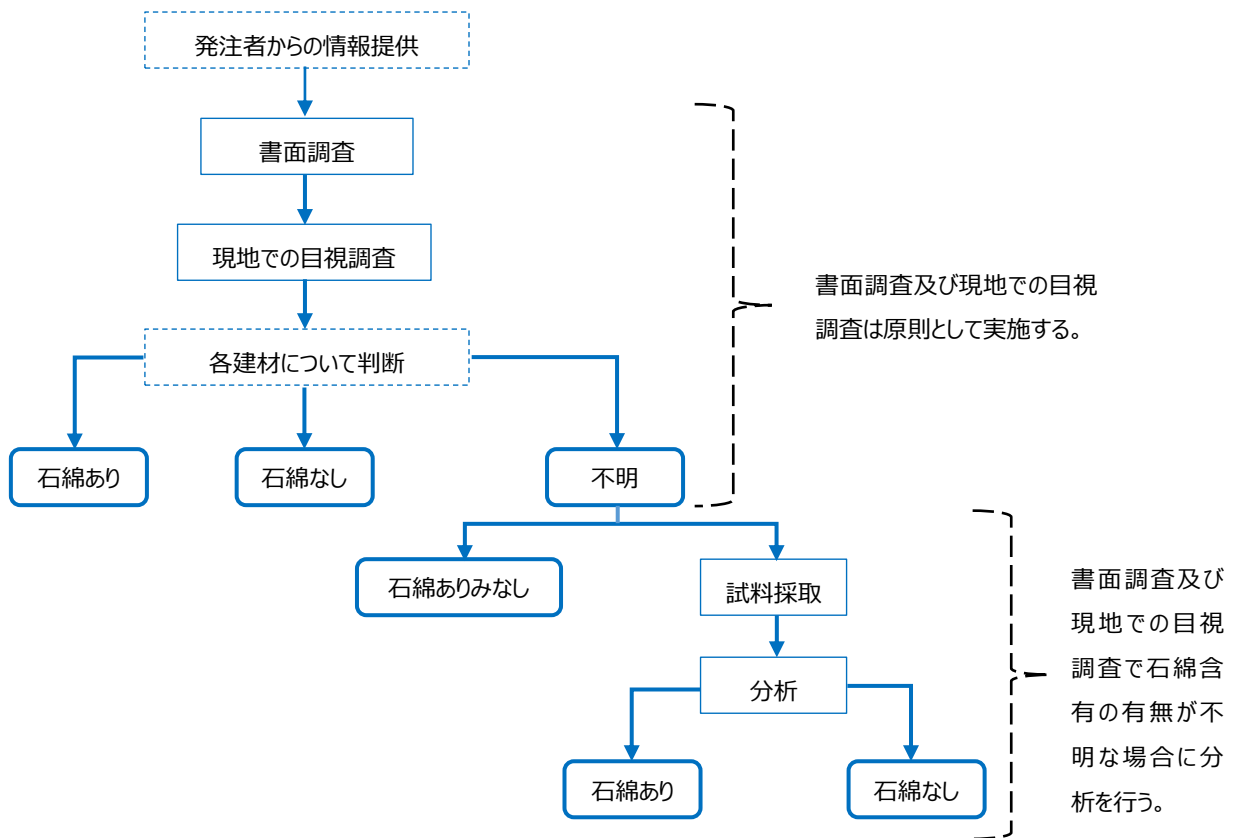 発注者からの情報提供
書面調査
現地での目視調査
書面調査及び現地での目視
調査は原則として実施する。
各建材について判断
石綿あり
石綿なし
不明
石綿ありみなし
試料採取
分析
石綿あり
石綿なし
書面調査及び
現地での目視
調査で石綿含
有の有無が不
明な場合に分
析を行う。